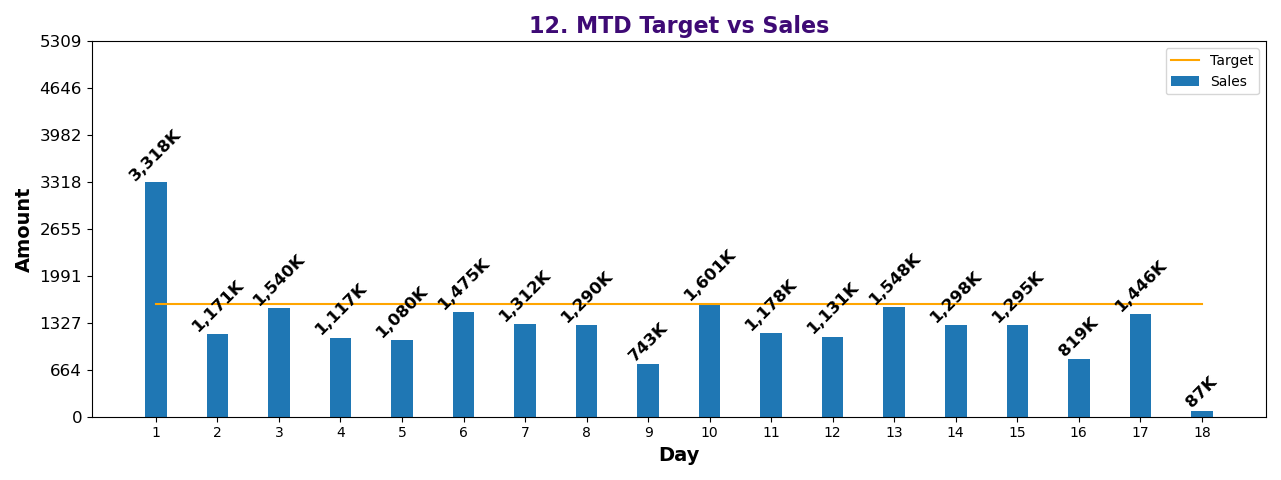 12. MTD Target vs Sales
5309
4646
3982
3318
2655
1991
1327
664
0
Amount
Target
Sales
3,318K
1,171K
1,540K
1,117K
1,080K
1,475K
1,312K
1,290K
743K
1,601K
1,178K
1,131K
1,548K
1,298K
1,295K
819K
1,446K
87K
1 2 3 4 5 6 7 8 9 10 11 12 13 14 15 16 17 18
Day